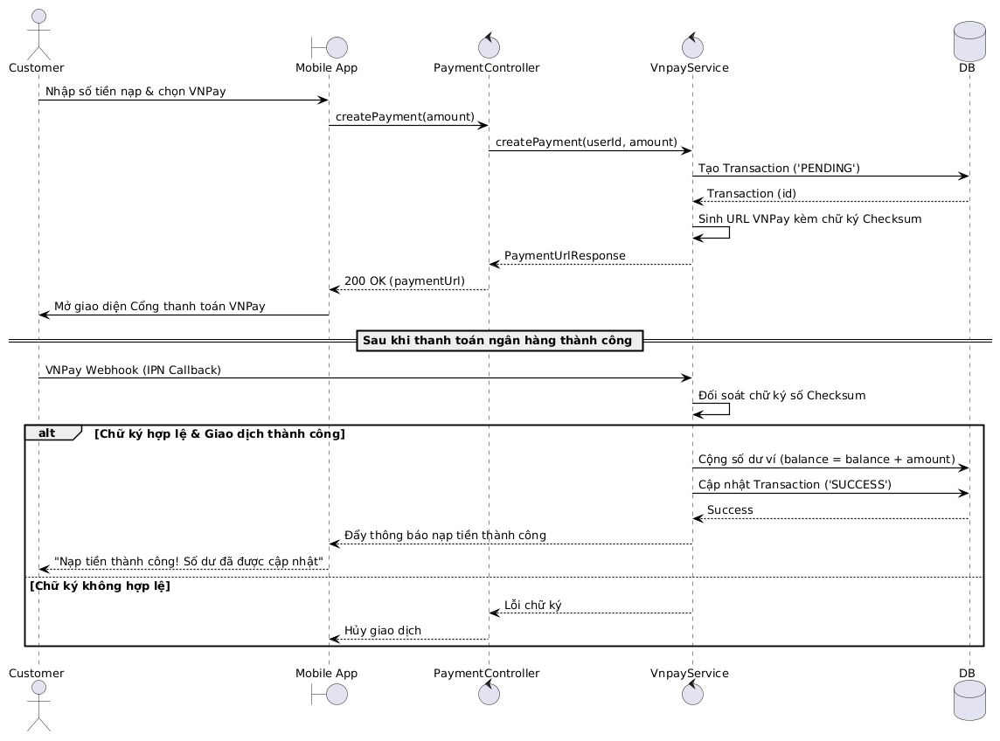 Customer
Mobile App
PaymentController
VnpayService
DB
Nhập số tiền nạp & chọn VNPay
createPayment(amount)
createPayment(userId, amount)
Tạo Transaction ('PENDING')
Transaction (id)
Sinh URL VNPay kèm chữ ký Checksum
PaymentUrlResponse
200 OK (paymentUrl)
Mở giao diện Cổng thanh toán VNPay
Sau khi thanh toán ngân hàng thành công
VNPay Webhook (IPN Callback)
Đối soát chữ ký số Checksum
alt [Chữ ký hợp lệ & Giao dịch thành công]
Cộng số dư ví (balance = balance + amount)
Cập nhật Transaction ('SUCCESS')
Success
Đẩy thông báo nạp tiền thành công
"Nạp tiền thành công! Số dư đã được cập nhật"
[Chữ ký không hợp lệ]
Lỗi chữ ký
Hủy giao dịch
Customer
Mobile App
PaymentController
VnpayService
DB